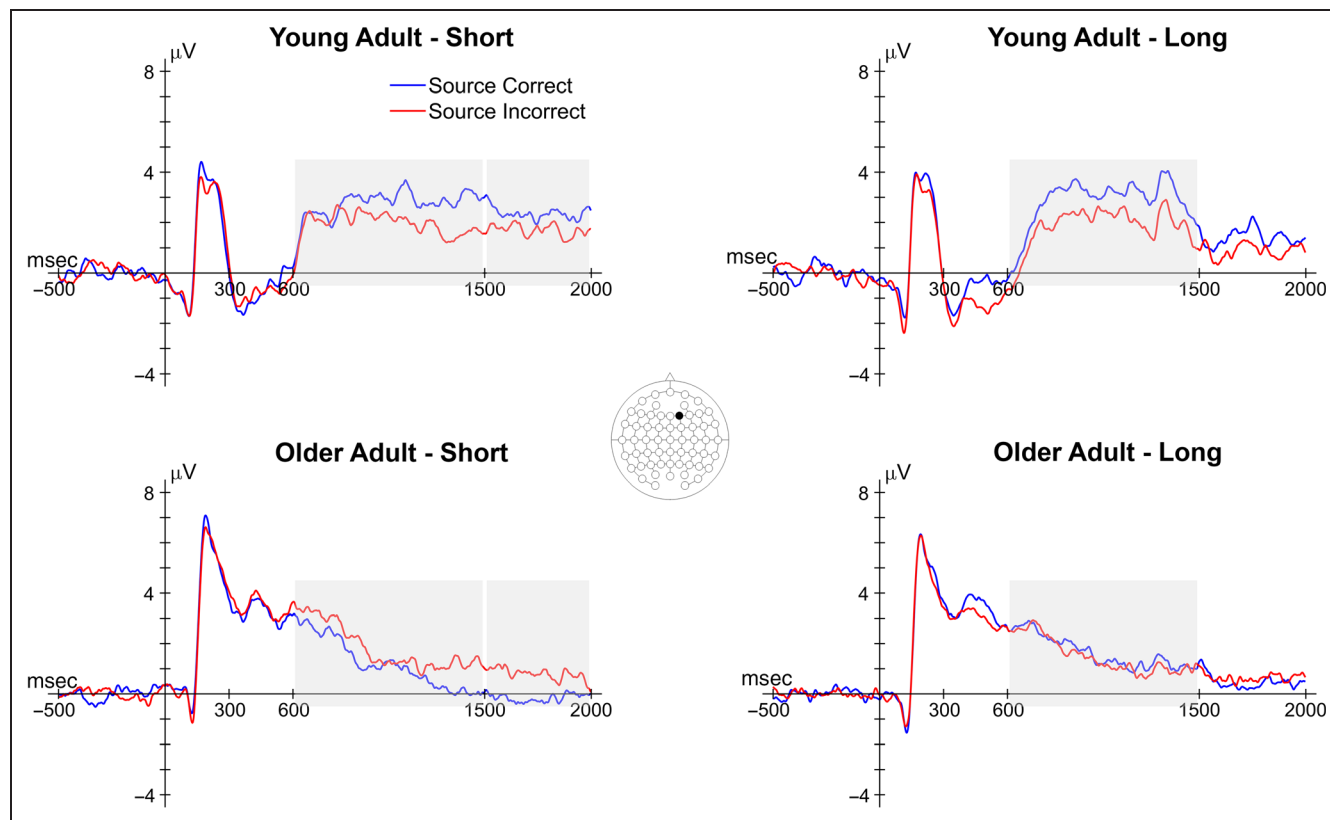 Young Adult - Short
μV
8
4
−4
msec
−500
300
600
1500
2000
Source Correct
Source Incorrect
Young Adult - Long
μV
8
4
−4
msec
−500
300
600
1500
2000
Older Adult - Short
μV
8
4
−4
msec
−500
300
600
1500
2000
Older Adult - Long
μV
8
4
−4
msec
−500
300
600
1500
2000